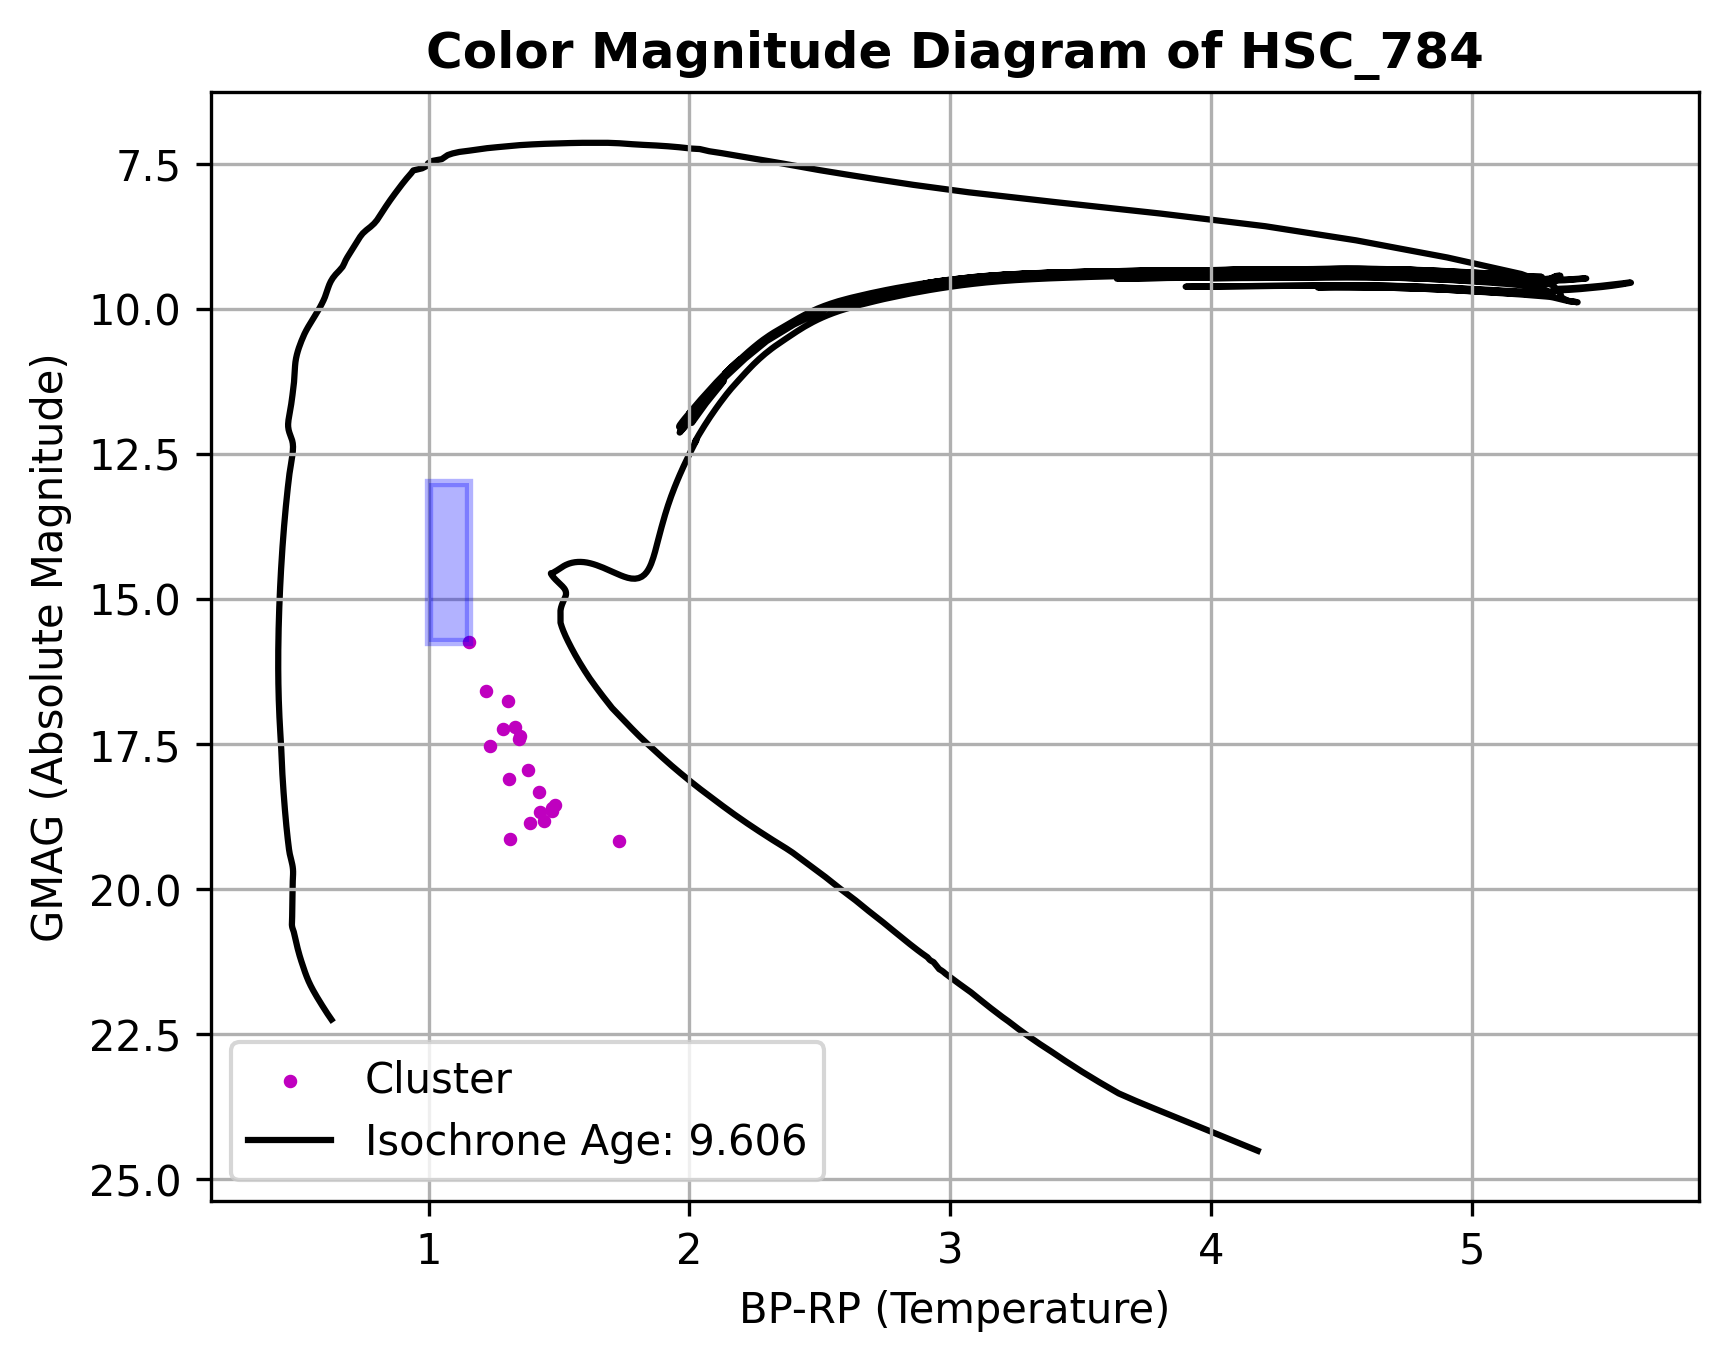 Color Magnitude Diagram of HSC_784
GMAG (Absolute Magnitude)
7.5
10.0
12.5
15.0
17.5
20.0
22.5
25.0
Cluster
Isochrone Age: 9.606
1 2 3 4 5
BP-RP (Temperature)